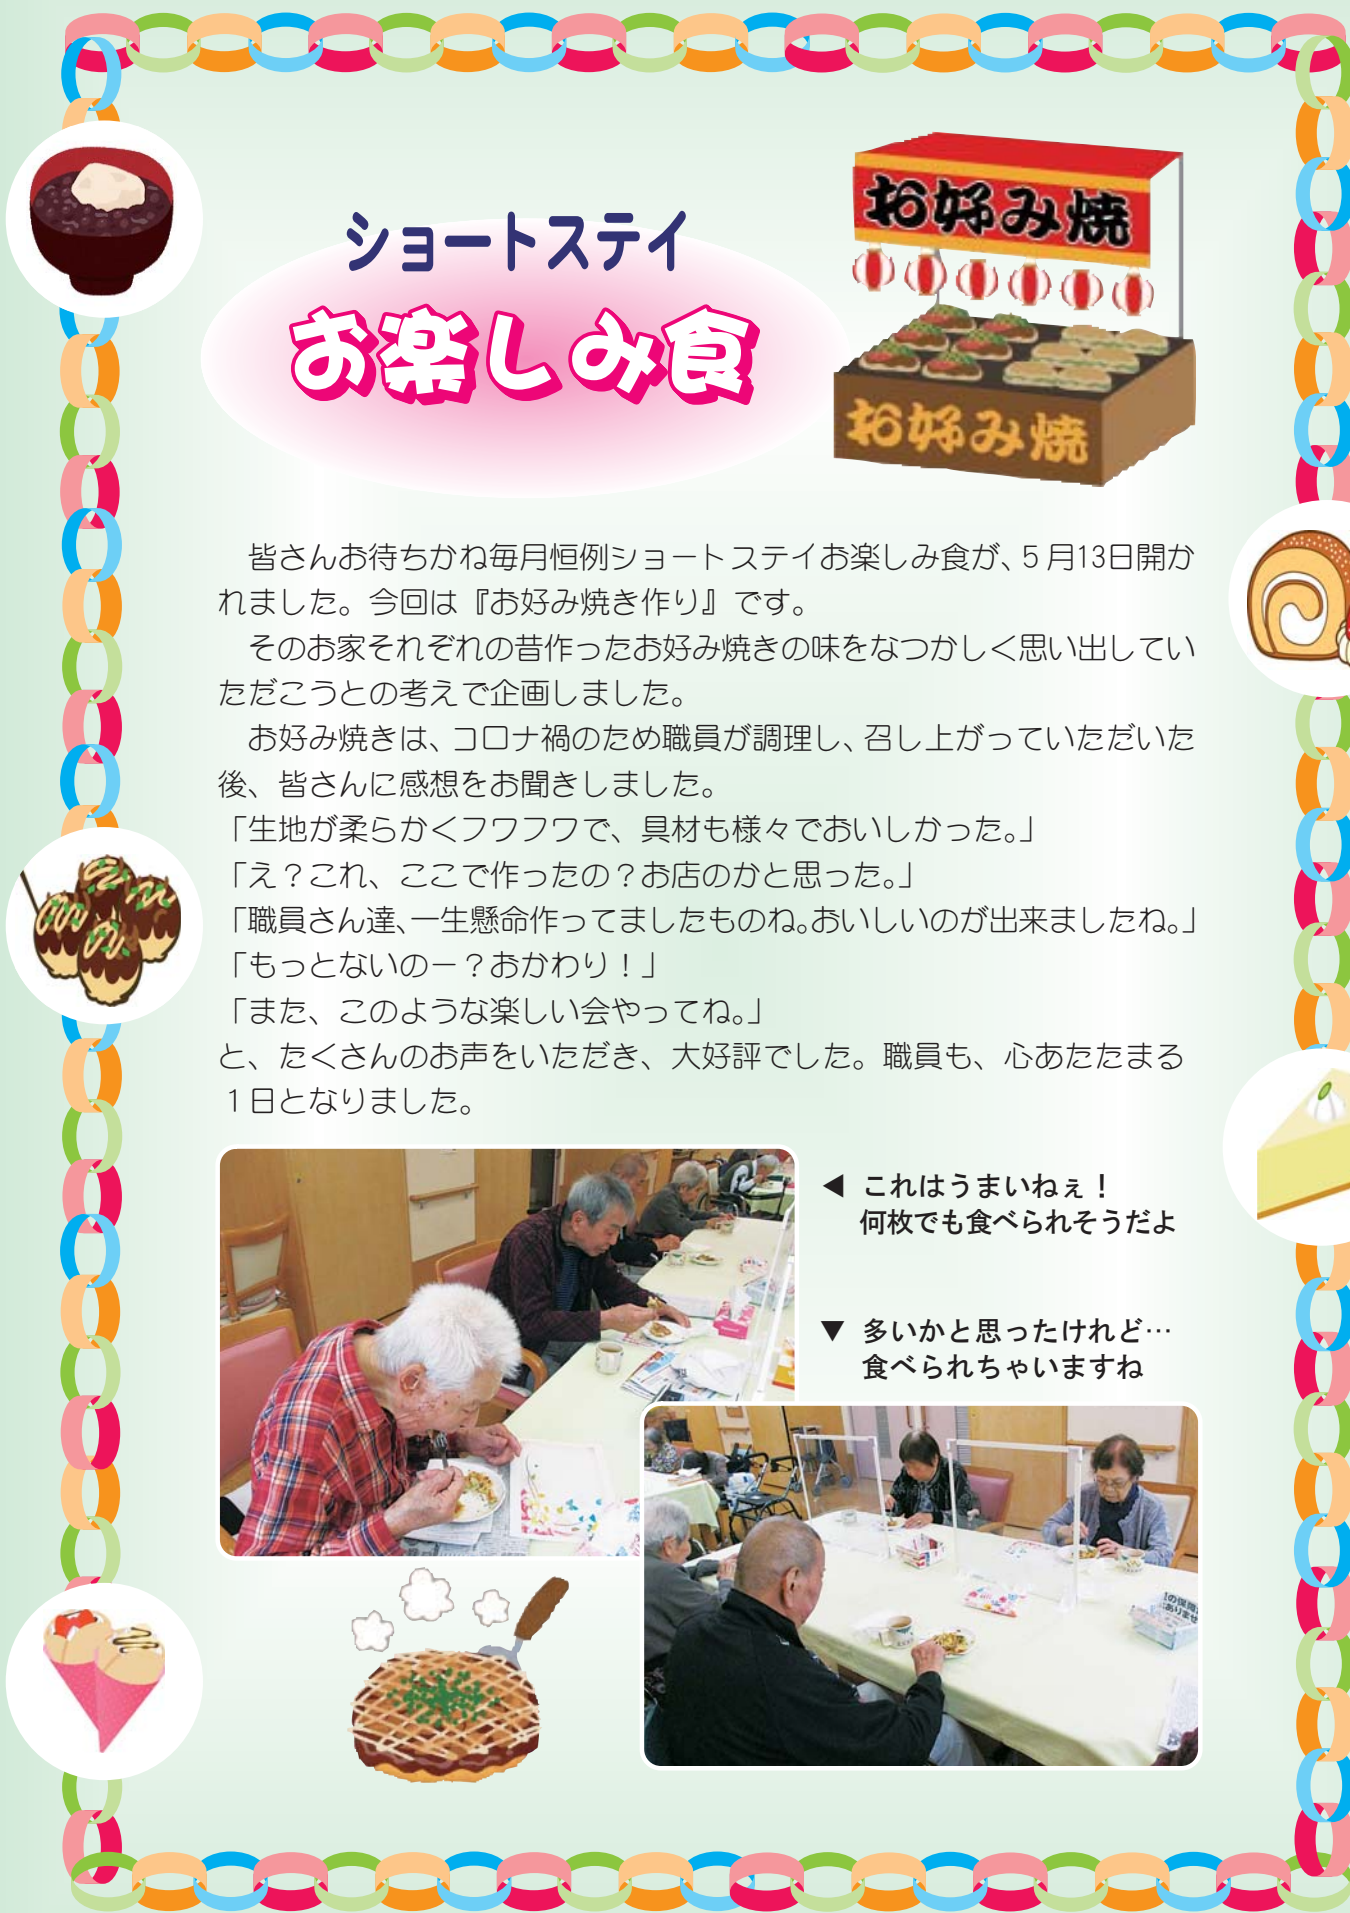 ショートステイ
お楽しみ食
お好み焼
お好み焼
　皆さんお待ちかね毎月恒例ショートステイお楽しみ食が、５月13日開か
れました。今回は『お好み焼き作り』です。
　そのお家それぞれの昔作ったお好み焼きの味をなつかしく思い出してい
ただこうとの考えで企画しました。
　お好み焼きは、コロナ禍のため職員が調理し、召し上がっていただいた
後、皆さんに感想をお聞きしました。
「生地が柔らかくフワフワで、具材も様々でおいしかった。」
「え？これ、ここで作ったの？お店のかと思った。」
「職員さん達、一生懸命作ってましたものね。おいしいのが出来ましたね。」
「もっとないのー？おかわり！」
「また、このような楽しい会やってね。」
と、たくさんのお声をいただき、大好評でした。職員も、心あたたまる
１日となりました。
◀ これはうまいねぇ！
何枚でも食べられそうだよ
▼ 多いかと思ったけれど…
食べられちゃいますね